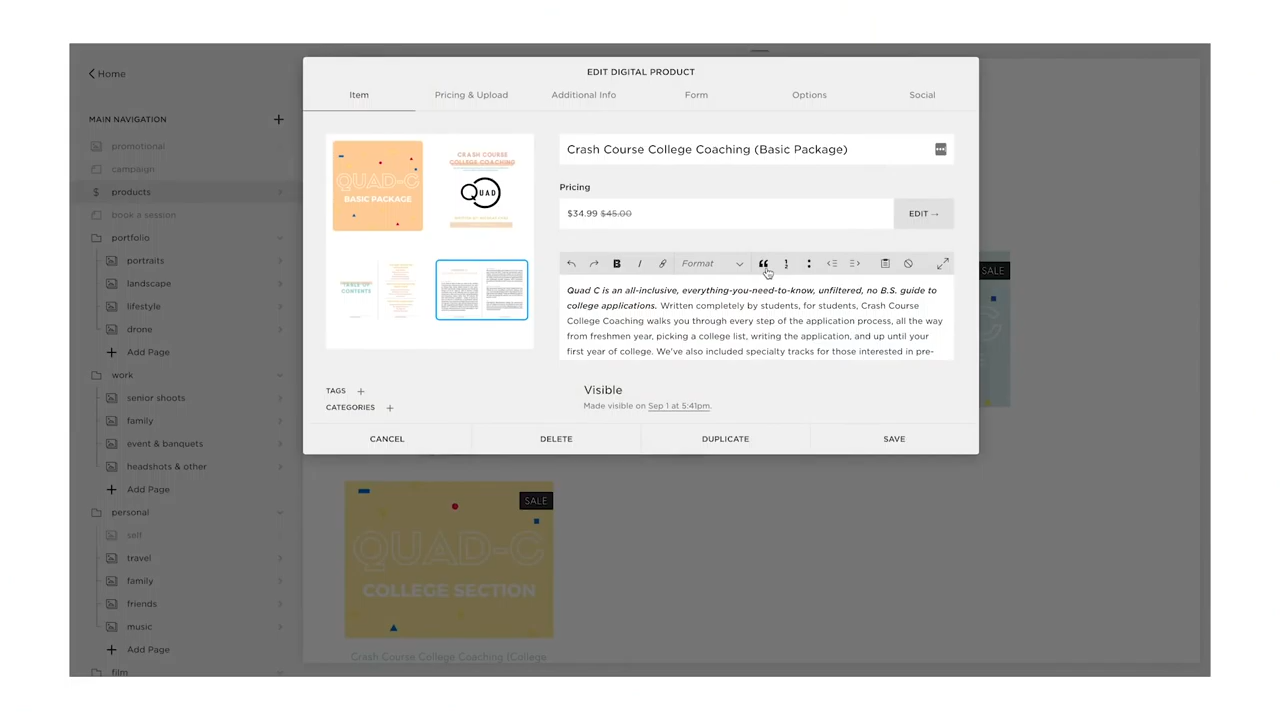 Home
MAIN NAVIGATION
promotional
campaign
products
book a session
portfolio
portraits
landscape
lifestyle
drone
Add Page
work
senior shoots
family
event & banquets
headshots & other
Add Page
personal
self
travel
family
friends
music
Add Page
film
EDIT DIGITAL PRODUCT
Item
Pricing & Upload
Additional Info
Form
Options
Social
QUAD-C
BASIC PACKAGE
CRASH COURSE
COLLEGE COACHING
QUAD
TABLE OF
CONTENTS
TAGS
CATEGORIES
Crash Course College Coaching (Basic Package)
Pricing
$34.99 $45.00
EDIT →
Format
Quad C is an all-inclusive, everything-you-need-to-know, unfiltered, no B.S. guide to
college applications. Written completely by students, for students, Crash Course
College Coaching walks you through every step of the application process, all the way
from freshmen year, picking a college list, writing the application, and up until your
first year of college. We've also included specialty tracks for those interested in pre-
Visible
Made visible on Sep 1 at 5:41pm.
CANCEL
DELETE
DUPLICATE
SAVE
SALE
SALE
QUAD-C
COLLEGE SECTION
Crash Course College Coaching (College